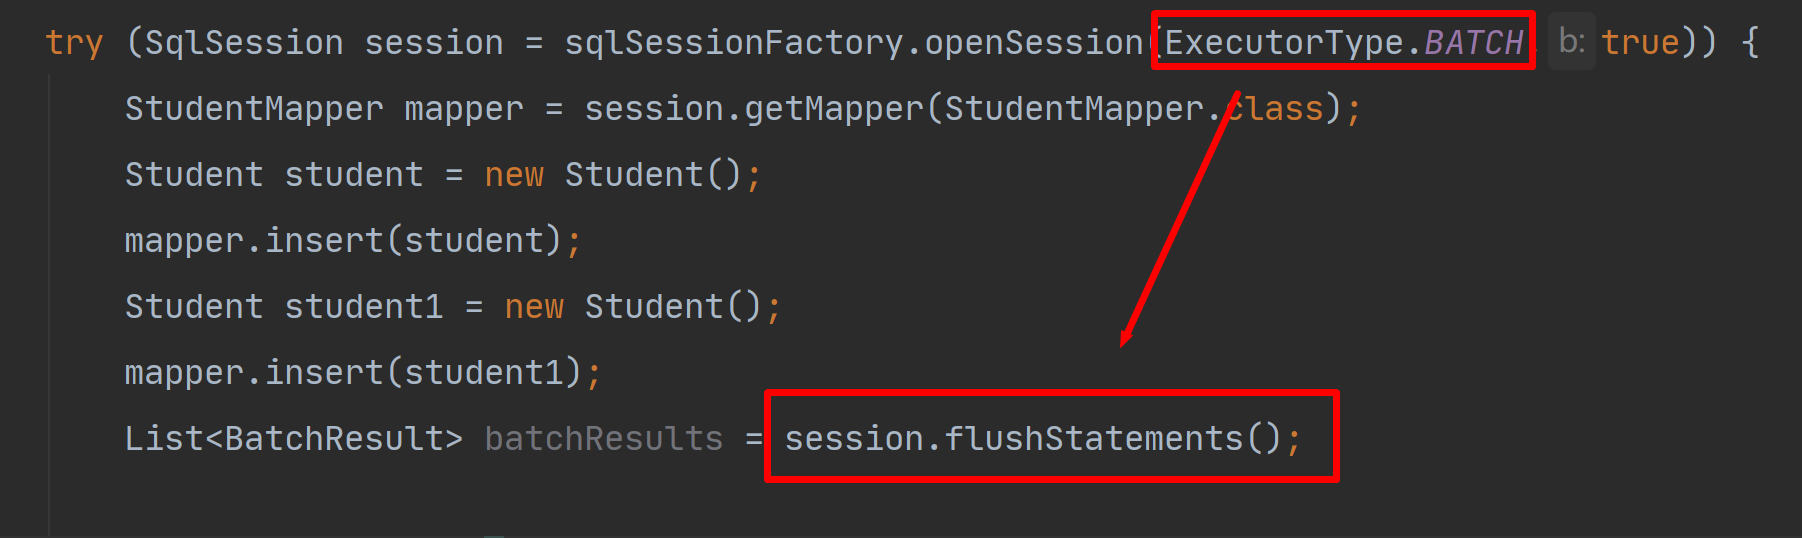 try (SqlSession session = sqlSessionFactory.openSession(ExecutorType.BATCH, b: true)) {
StudentMapper mapper = session.getMapper(StudentMapper.class);
Student student = new Student();
mapper.insert(student);
Student student1 = new Student();
mapper.insert(student1);
List<BatchResult> batchResults = session.flushStatements();